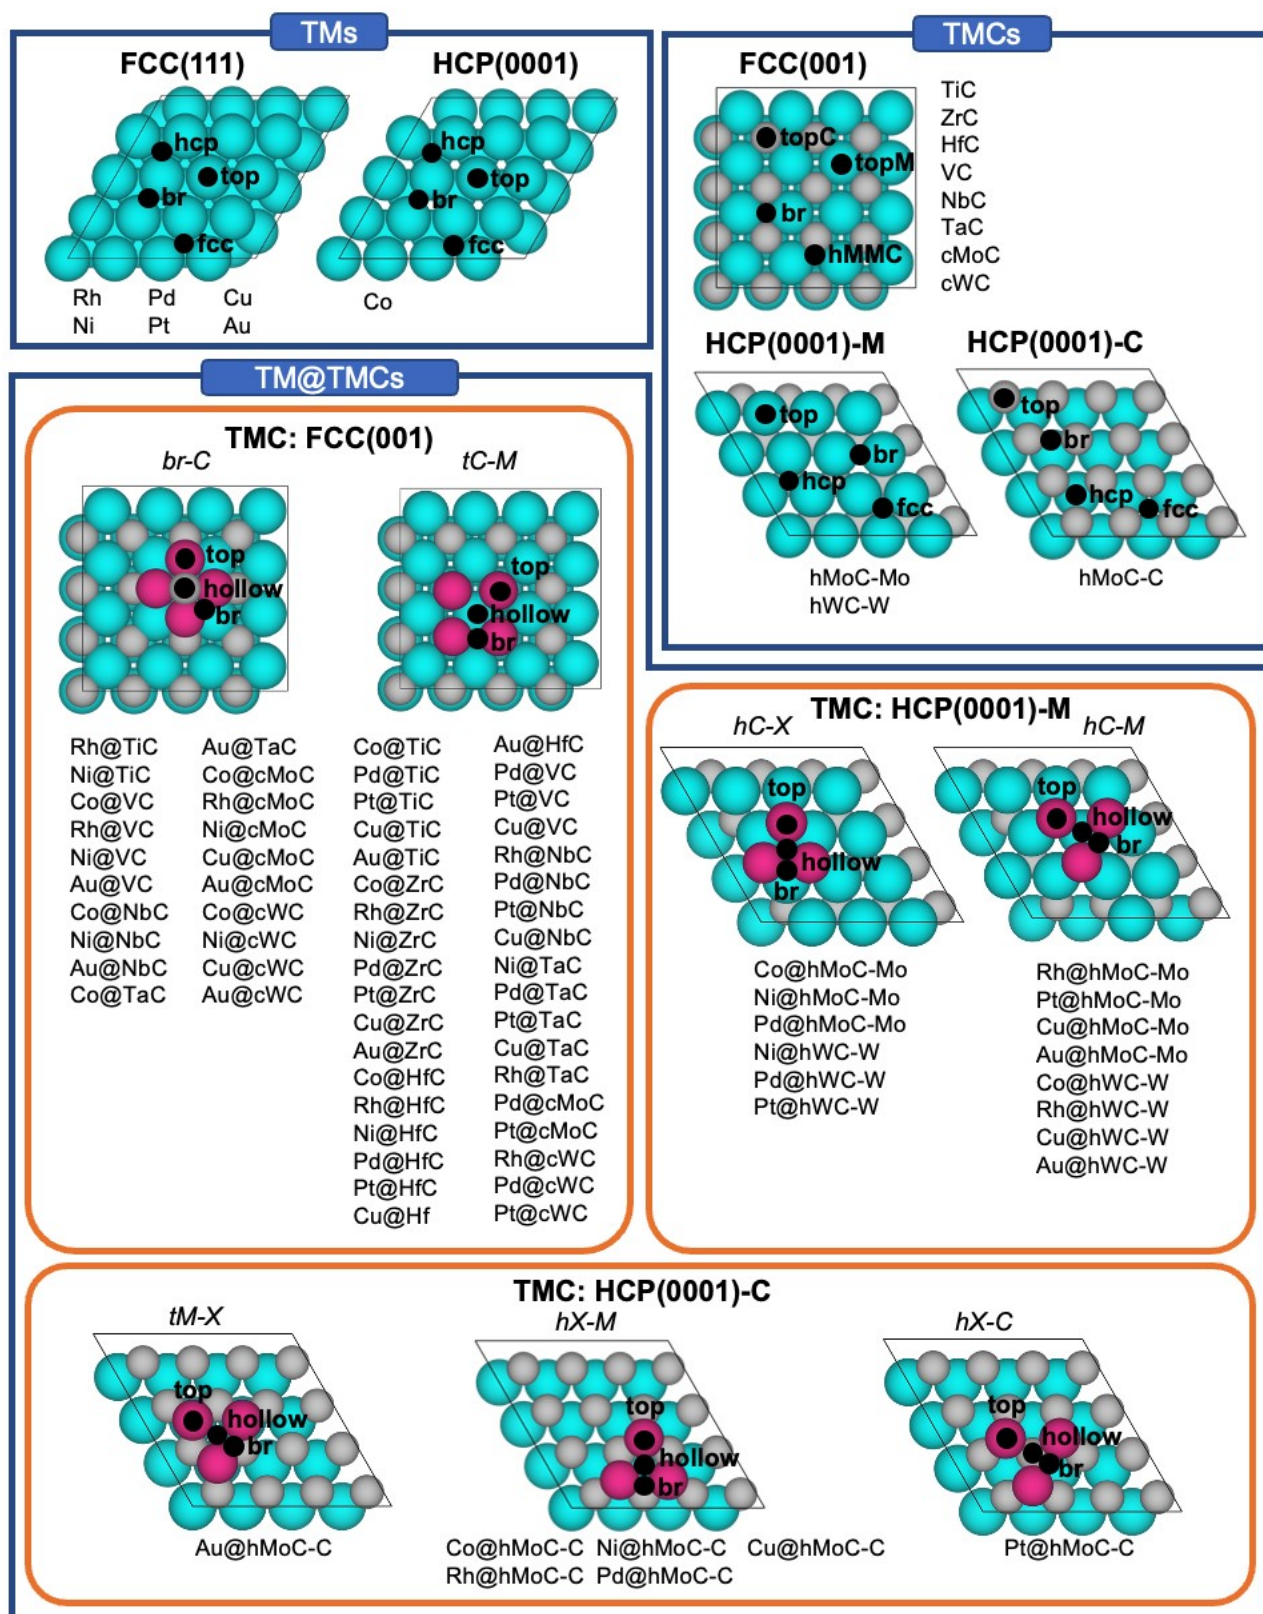 TMs
FCC(111)
HCP(0001)
hcp
top
br
fcc
hcp
top
br
fcc
Rh Pd Cu
Ni Pt Au
Co
TMCs
FCC(001)
topC
topM
br
hMMC
TiC
ZrC
HfC
VC
NbC
TaC
cMoC
cWC
HCP(0001)-M
HCP(0001)-C
top
br
hcp
fcc
top
br
hcp
fcc
hMoC-Mo
hWC-W
hMoC-C
TM@TMCs
TMC: FCC(001)
br-C
tC-M
top
hollow
br
top
hollow
br
Rh@TiC
Ni@TiC
Co@VC
Rh@VC
Ni@VC
Au@VC
Co@NbC
Ni@NbC
Au@NbC
Co@TaC
Au@TaC
Co@cMoC
Rh@cMoC
Ni@cMoC
Cu@cMoC
Au@cMoC
Co@cWC
Ni@cWC
Cu@cWC
Au@cWC
Co@TiC
Pd@TiC
Pt@TiC
Cu@TiC
Au@TiC
Co@ZrC
Rh@ZrC
Ni@ZrC
Pd@ZrC
Pt@ZrC
Cu@ZrC
Au@ZrC
Co@HfC
Rh@HfC
Ni@HfC
Pd@HfC
Pt@HfC
Cu@Hf
Au@HfC
Pd@VC
Pt@VC
Cu@VC
Rh@NbC
Pd@NbC
Pt@NbC
Cu@NbC
Ni@TaC
Pd@TaC
Pt@TaC
Cu@TaC
Rh@TaC
Pd@cMoC
Pt@cMoC
Rh@cWC
Pd@cWC
Pt@cWC
TMC: HCP(0001)-M
hC-X
hC-M
top
hollow
br
top
hollow
br
Co@hMoC-Mo
Ni@hMoC-Mo
Pd@hMoC-Mo
Ni@hWC-W
Pd@hWC-W
Pt@hWC-W
Rh@hMoC-Mo
Pt@hMoC-Mo
Cu@hMoC-Mo
Au@hMoC-Mo
Co@hWC-W
Rh@hWC-W
Cu@hWC-W
Au@hWC-W
TMC: HCP(0001)-C
tM-X
hX-M
hX-C
top
hollow
br
top
hollow
br
top
hollow
br
Au@hMoC-C
Co@hMoC-C Ni@hMoC-C Cu@hMoC-C
Rh@hMoC-C Pd@hMoC-C
Pt@hMoC-C